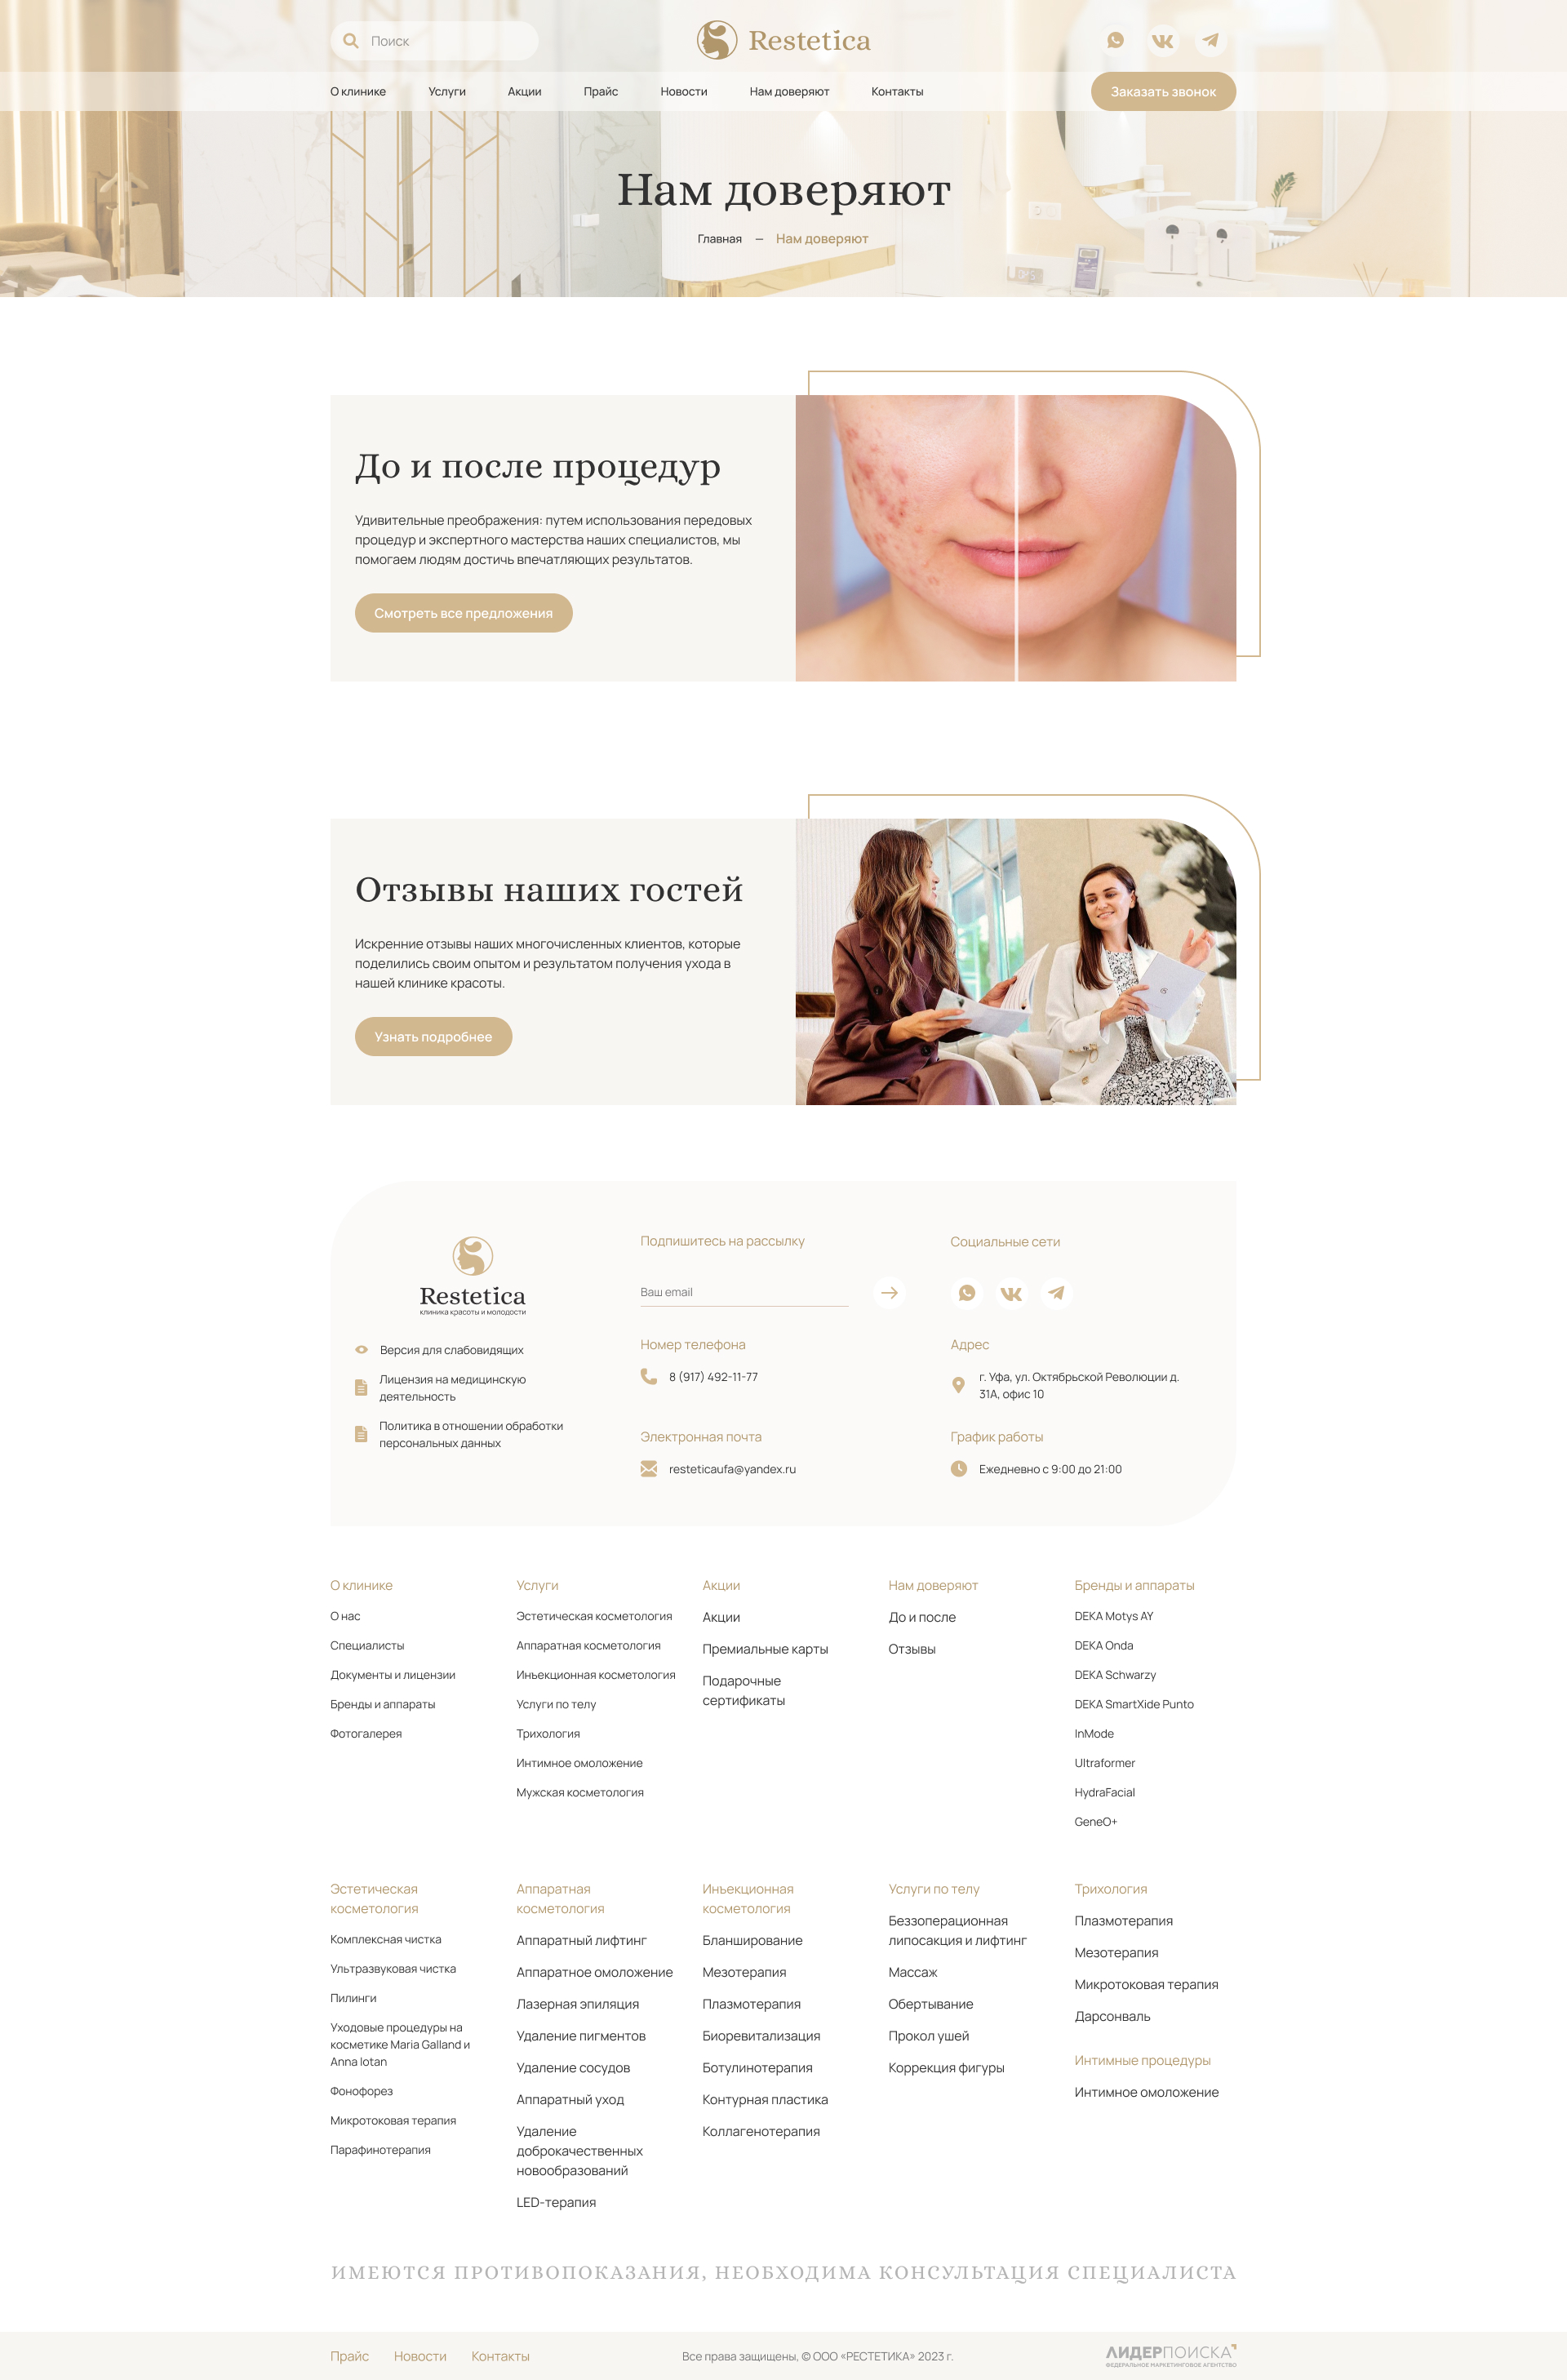 Поиск
Restetica
О клинике
Услуги
Акции
Прайс
Новости
Нам доверяют
Контакты
Заказать звонок
Нам доверяют
Главная — Нам доверяют
До и после процедур
Удивительные преображения: путем использования передовых
процедур и экспертного мастерства наших специалистов, мы
помогаем людям достичь впечатляющих результатов.
Смотреть все предложения
Отзывы наших гостей
Искренние отзывы наших многочисленных клиентов, которые
поделились своим опытом и результатом получения ухода в
нашей клинике красоты.
Узнать подробнее
Restetica
клиника красоты и молодости
Версия для слабовидящих
Лицензия на медицинскую
деятельность
Политика в отношении обработки
персональных данных
Подпишитесь на рассылку
Ваш email
Номер телефона
8 (917) 492-11-77
Электронная почта
resteticaufa@yandex.ru
Социальные сети
Адрес
г. Уфа, ул. Октябрьской Революции д.
31А, офис 10
График работы
Ежедневно с 9:00 до 21:00
О клинике
О нас
Специалисты
Документы и лицензии
Бренды и аппараты
Фотогалерея
Услуги
Эстетическая косметология
Аппаратная косметология
Инъекционная косметология
Услуги по телу
Трихология
Интимное омоложение
Мужская косметология
Акции
Акции
Премиальные карты
Подарочные
сертификаты
Нам доверяют
До и после
Отзывы
Бренды и аппараты
DEKA Motys AY
DEKA Onda
DEKA Schwarzy
DEKA SmartXide Punto
InMode
Ultraformer
HydraFacial
GeneO+
Эстетическая
косметология
Комплексная чистка
Ультразвуковая чистка
Пилинги
Уходовые процедуры на
косметике Maria Galland и
Anna lotan
Фонофорез
Микротоковая терапия
Парафинотерапия
Аппаратная
косметология
Аппаратный лифтинг
Аппаратное омоложение
Лазерная эпиляция
Удаление пигментов
Удаление сосудов
Аппаратный уход
Удаление
доброкачественных
новообразований
LED-терапия
Инъекционная
косметология
Бланширование
Мезотерапия
Плазмотерапия
Биоревитализация
Ботулинотерапия
Контурная пластика
Коллагенотерапия
Услуги по телу
Беззоперационная
липосакция и лифтинг
Массаж
Обертывание
Прокол ушей
Коррекция фигуры
Трихология
Плазмотерапия
Мезотерапия
Микротоковая терапия
Дарсонваль
Интимные процедуры
Интимное омоложение
ИМЕЮТСЯ ПРОТИВОПОКАЗАНИЯ, НЕОБХОДИМА КОНСУЛЬТАЦИЯ СПЕЦИАЛИСТА
Прайс
Новости
Контакты
Все права защищены, © ООО «РЕСТЕТИКА» 2023 г.
ЛИДЕРПОИСКА
ФЕДЕРАЛЬНОЕ МАРКЕТИНГОВОЕ АГЕНТСТВО